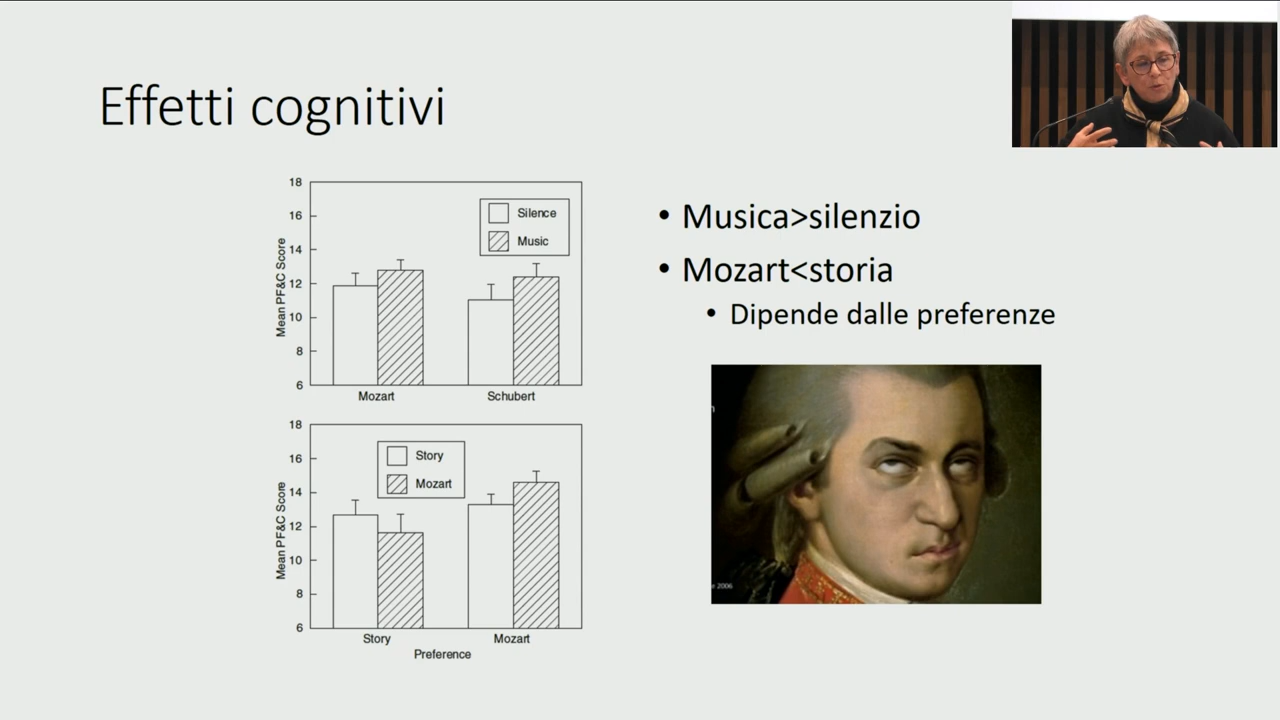 Effetti cognitivi
18
16
14
12
10
8
6
Mean PF&C Score
Silence
Music
Mozart
Schubert
18
16
14
12
10
8
6
Mean PF&C Score
Story
Mozart
Story
Mozart
Preference
• Musica>silenzio
• Mozart<storia
• Dipende dalle preferenze
2006